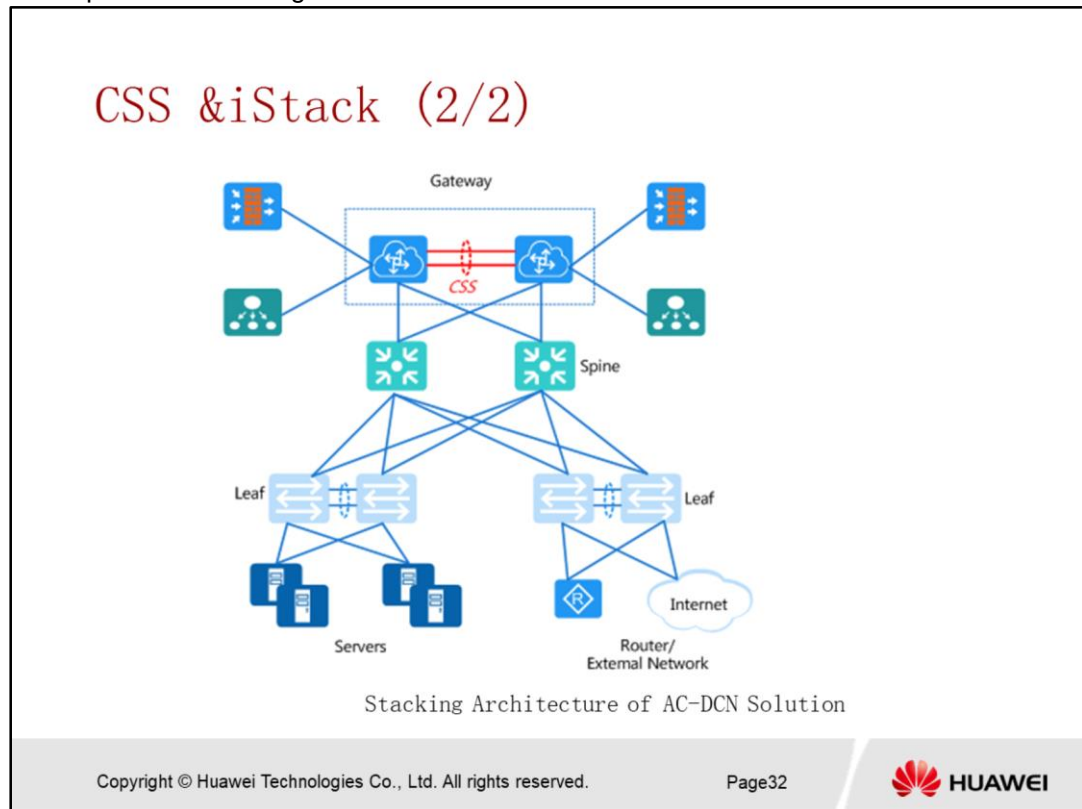 CSS &iStack (2/2)
Gateway
CSS
Spine
Leaf
Leaf
R
Internet
Servers
Router/
External Network
Stacking Architecture of AC-DCN Solution
Copyright © Huawei Technologies Co., Ltd. All rights reserved.
Page32
HUAWEI